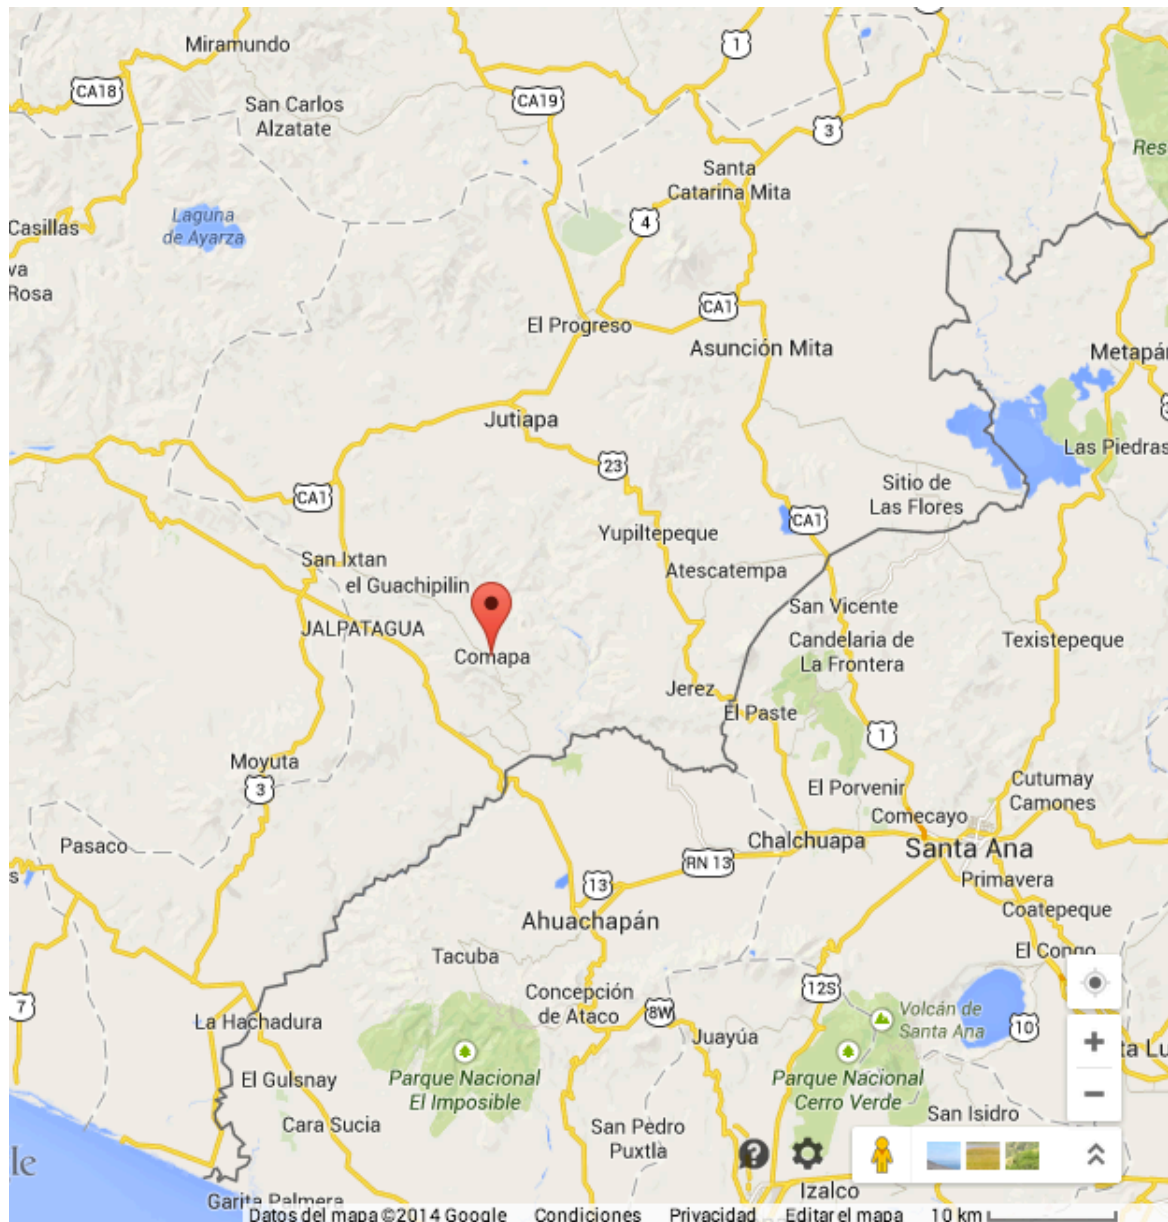 Miramundo
1
CA18
CA19
San Carlos
Alzatate
3
Santa
Catarina Mita
Res
Laguna
de Ayarza
4
Casillas
va
Rosa
CA1
El Progreso
Asunción Mita
Metapán
Jutiapa
Las Piedras
23
CA1
Sitio de
Las Flores
CA1
Yupiltepeque
San Ixtan
Atescatempa
el Guachipilin
San Vicente
JALPATAGUA
Candelaria de
La Frontera
Texistepeque
Comapa
Jerez
El Paste
1
Moyuta
3
El Porvenir
Cutumay
Camones
Comecayo
Pasaco
Chalchuapa
Santa Ana
RN 13
s
13
Primavera
Ahuachapán
Coatepeque
Tacuba
El Congo
Concepción
de Ataco
12S
7
8W
Volcán de
Santa Ana
10
La Hachadura
Juayúa
ta Lu
El Gulsnay
Parque Nacional
El Imposible
Parque Nacional
Cerro Verde
San Isidro
Cara Sucia
San Pedro
Puxtla
le
Izalco
Garita Palmera
Datos del mapa ©2014 Google Condiciones Privacidad Editar el mapa 10 km